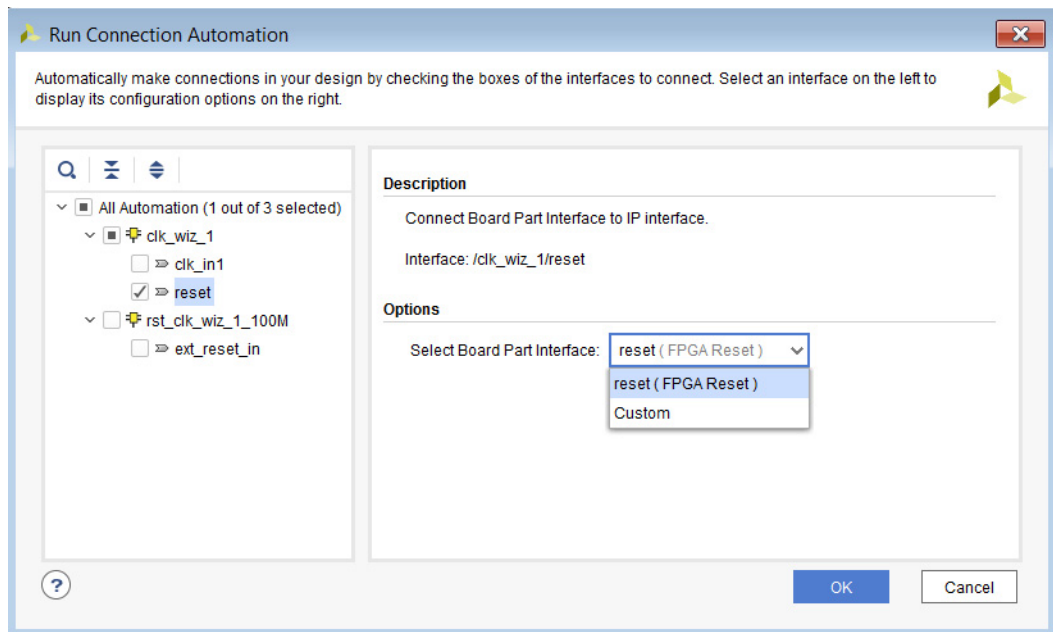 Run Connection Automation
Automatically make connections in your design by checking the boxes of the interfaces to connect. Select an interface on the left to
display its configuration options on the right.
All Automation (1 out of 3 selected)
clk_wiz_1
clk_in1
reset
rst_clk_wiz_1_100M
ext_reset_in
Description
Connect Board Part Interface to IP interface.
Interface: /clk_wiz_1/reset
Options
Select Board Part Interface: reset ( FPGA Reset )
reset ( FPGA Reset )
Custom
?
OK Cancel